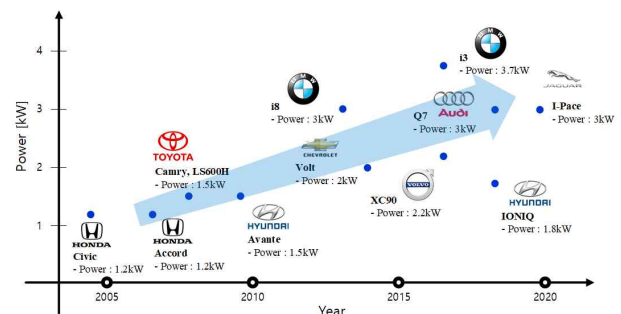 Power [kW]
4
3
2
1
i3
- Power : 3.7kW
BMW
JAGUAR
I-Pace
- Power : 3kW
i8
- Power : 3kW
BMW
Q7
Audi
- Power : 3kW
TOYOTA
Camry, LS600H
- Power : 1.5kW
CHEVROLET
Volt
- Power : 2kW
VOLVO
XC90
- Power : 2.2kW
HYUNDAI
IONIQ
- Power : 1.8kW
HONDA
Civic
- Power : 1.2kW
HONDA
Accord
- Power : 1.2kW
HYUNDAI
Avante
- Power : 1.5kW
2005
2010
2015
2020
Year